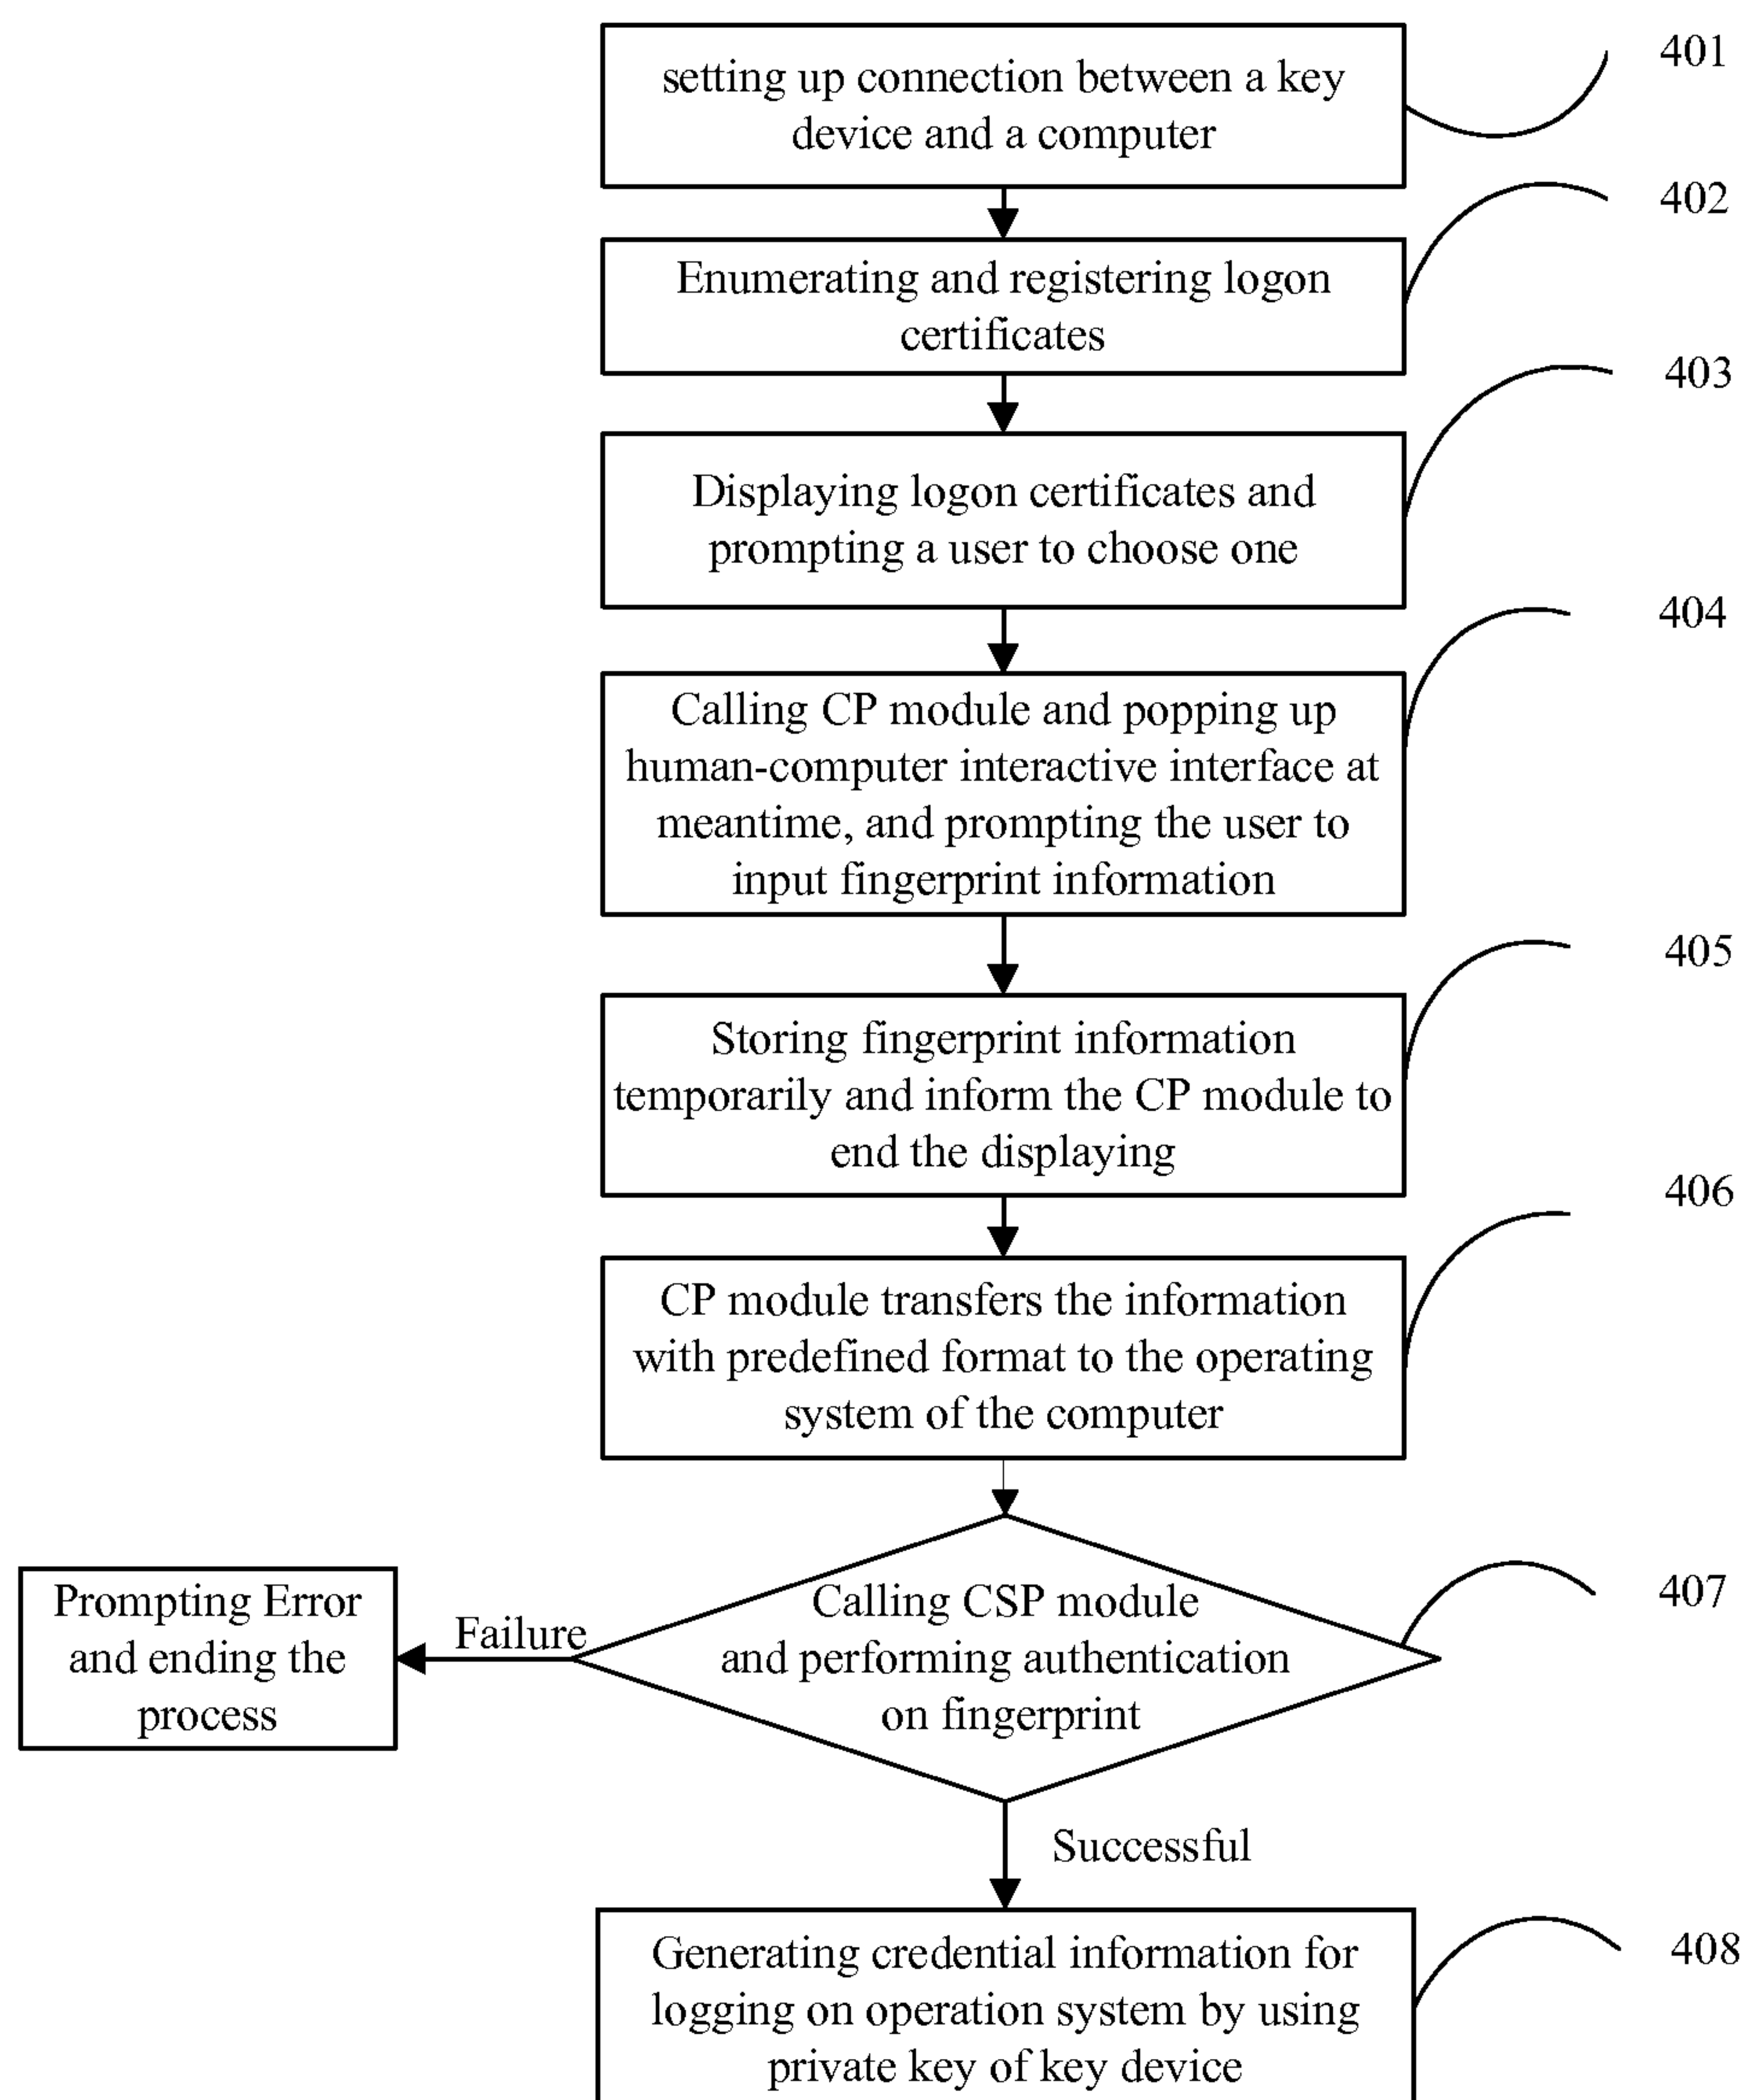 setting up connection between a key
device and a computer
401
Enumerating and registering logon
certificates
402
Displaying logon certificates and
prompting a user to choose one
403
Calling CP module and popping up
human-computer interactive interface at
meantime, and prompting the user to
input fingerprint information
404
Storing fingerprint information
temporarily and inform the CP module to
end the displaying
405
CP module transfers the information
with predefined format to the operating
system of the computer
406
Calling CSP module
and performing authentication
on fingerprint
407
Failure
Prompting Error
and ending the
process
Successful
Generating credential information for
logging on operation system by using
private key of key device
408